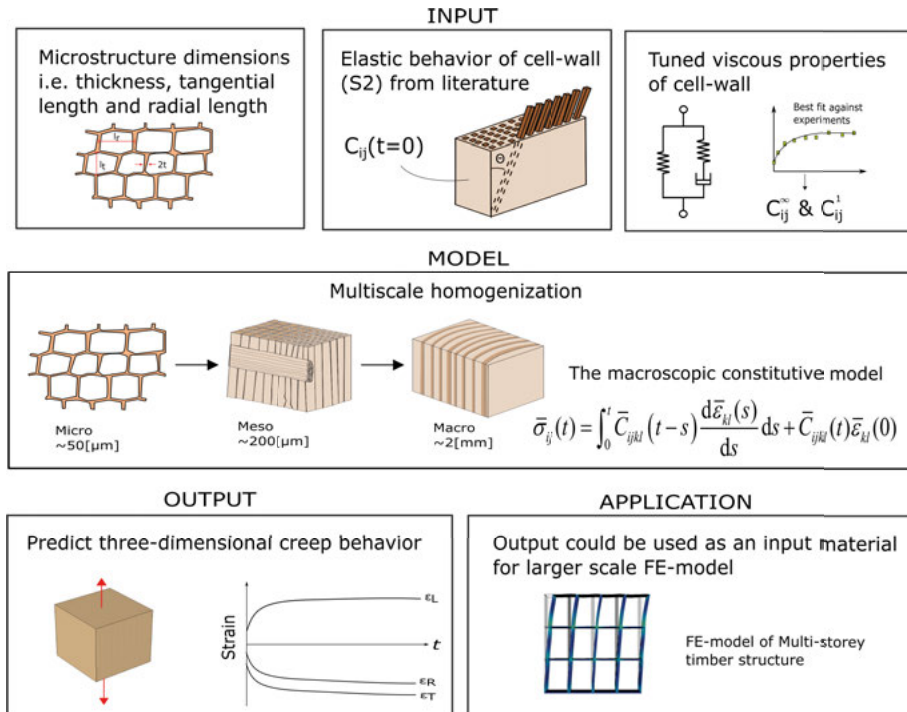 INPUT
Microstructure dimensions
i.e. thickness, tangential
length and radial length
lr
lt
2t
Elastic behavior of cell-wall
(S2) from literature
Cij(t=0)
Θ
Tuned viscous properties
of cell-wall
Best fit against
experiments
C∞ij & C1ij
MODEL
Multiscale homogenization
Micro
~50[µm]
Meso
~200[µm]
Macro
~2[mm]
The macroscopic constitutive model
σ̄ij(t) = ∫0t C̄ijkl(t−s) dε̄kl(s)/ds ds + C̄ijkl(t)ε̄kl(0)
OUTPUT
Predict three-dimensional creep behavior
Strain
εL
t
εR
εT
APPLICATION
Output could be used as an input material
for larger scale FE-model
FE-model of Multi-storey
timber structure